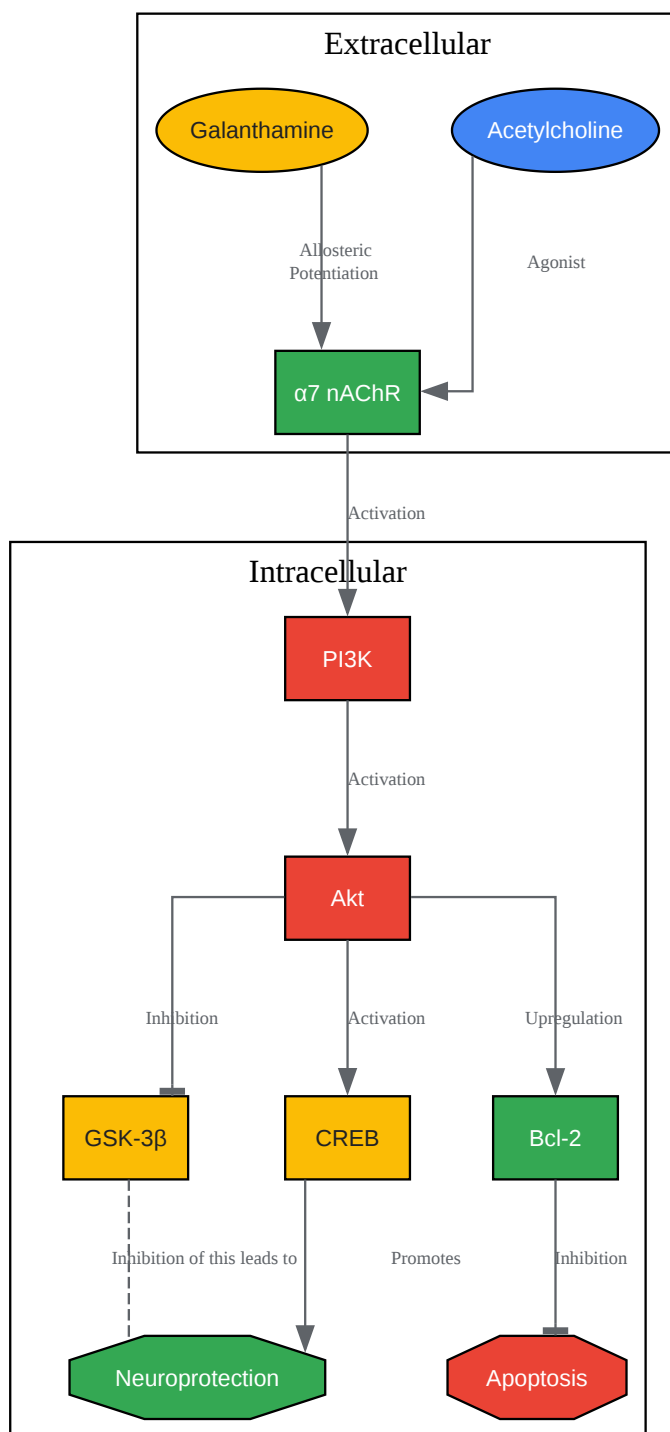 Extracellular
Galanthamine
Acetylcholine
Allosteric
Potentiation
Agonist
α7 nAChR
Activation
Intracellular
PI3K
Activation
Akt
Inhibition
Activation
Upregulation
GSK-3β
CREB
Bcl-2
Inhibition of this leads to
Promotes
Inhibition
Neuroprotection
Apoptosis